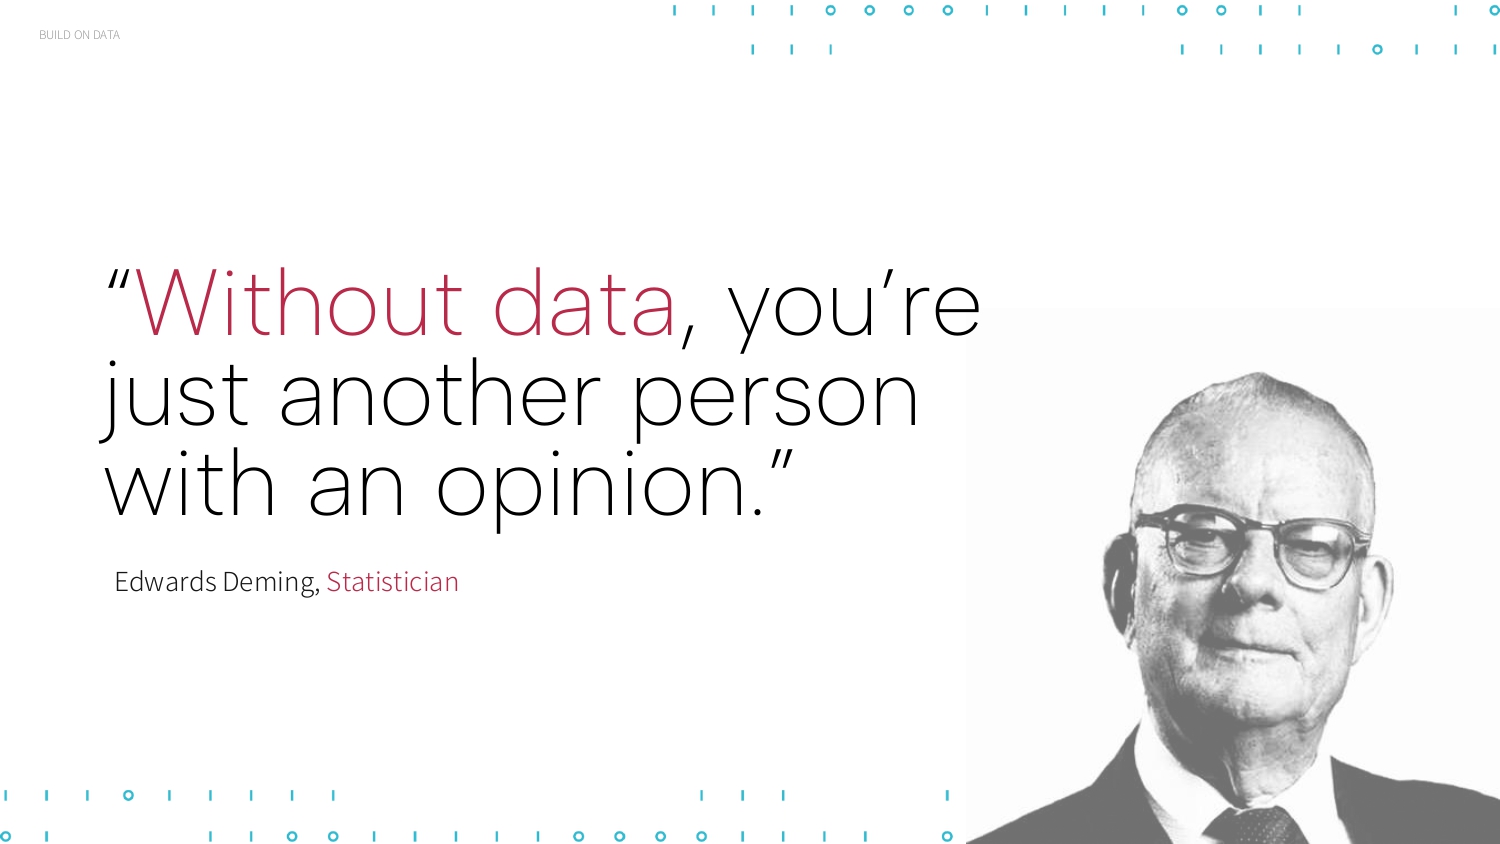 BUILD ON DATA
“Without data, you’re
just another person
with an opinion.”
Edwards Deming, Statistician